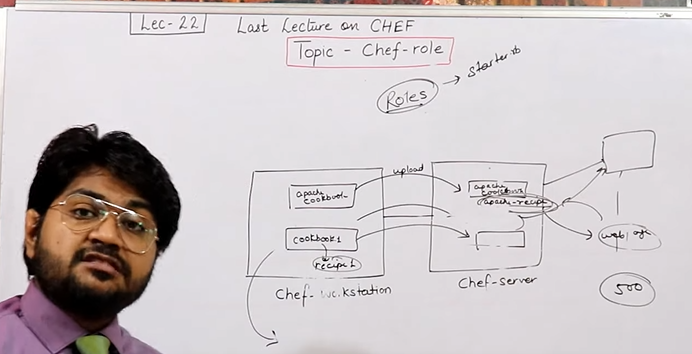 Lec-22 Last Lecture on CHEF
Topic - Chef-role
Roles
starter.rb
upload
apache cookbook
apache cookbook
apache-recipe
cookbook1
recipe1
Chef-workstation
Chef-server
500